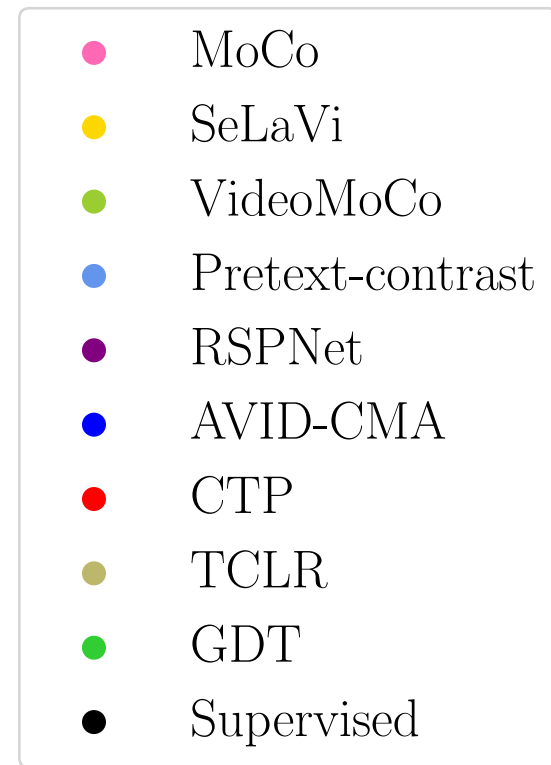 MoCo
SeLaVi
VideoMoCo
Pretext-contrast
RSPNet
AVID-CMA
CTP
TCLR
GDT
Supervised